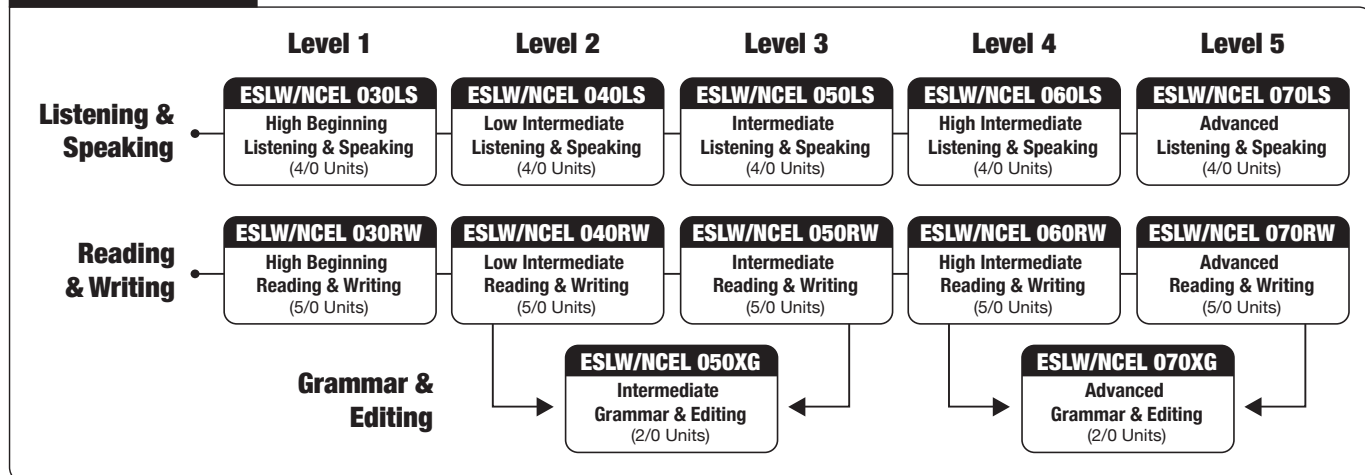 Level 1
Level 2
Level 3
Level 4
Level 5
Listening &
Speaking
ESLW/NCEL 030LS
High Beginning
Listening & Speaking
(4/0 Units)
ESLW/NCEL 040LS
Low Intermediate
Listening & Speaking
(4/0 Units)
ESLW/NCEL 050LS
Intermediate
Listening & Speaking
(4/0 Units)
ESLW/NCEL 060LS
High Intermediate
Listening & Speaking
(4/0 Units)
ESLW/NCEL 070LS
Advanced
Listening & Speaking
(4/0 Units)
Reading
& Writing
ESLW/NCEL 030RW
High Beginning
Reading & Writing
(5/0 Units)
ESLW/NCEL 040RW
Low Intermediate
Reading & Writing
(5/0 Units)
ESLW/NCEL 050RW
Intermediate
Reading & Writing
(5/0 Units)
ESLW/NCEL 060RW
High Intermediate
Reading & Writing
(5/0 Units)
ESLW/NCEL 070RW
Advanced
Reading & Writing
(5/0 Units)
Grammar &
Editing
ESLW/NCEL 050XG
Intermediate
Grammar & Editing
(2/0 Units)
ESLW/NCEL 070XG
Advanced
Grammar & Editing
(2/0 Units)